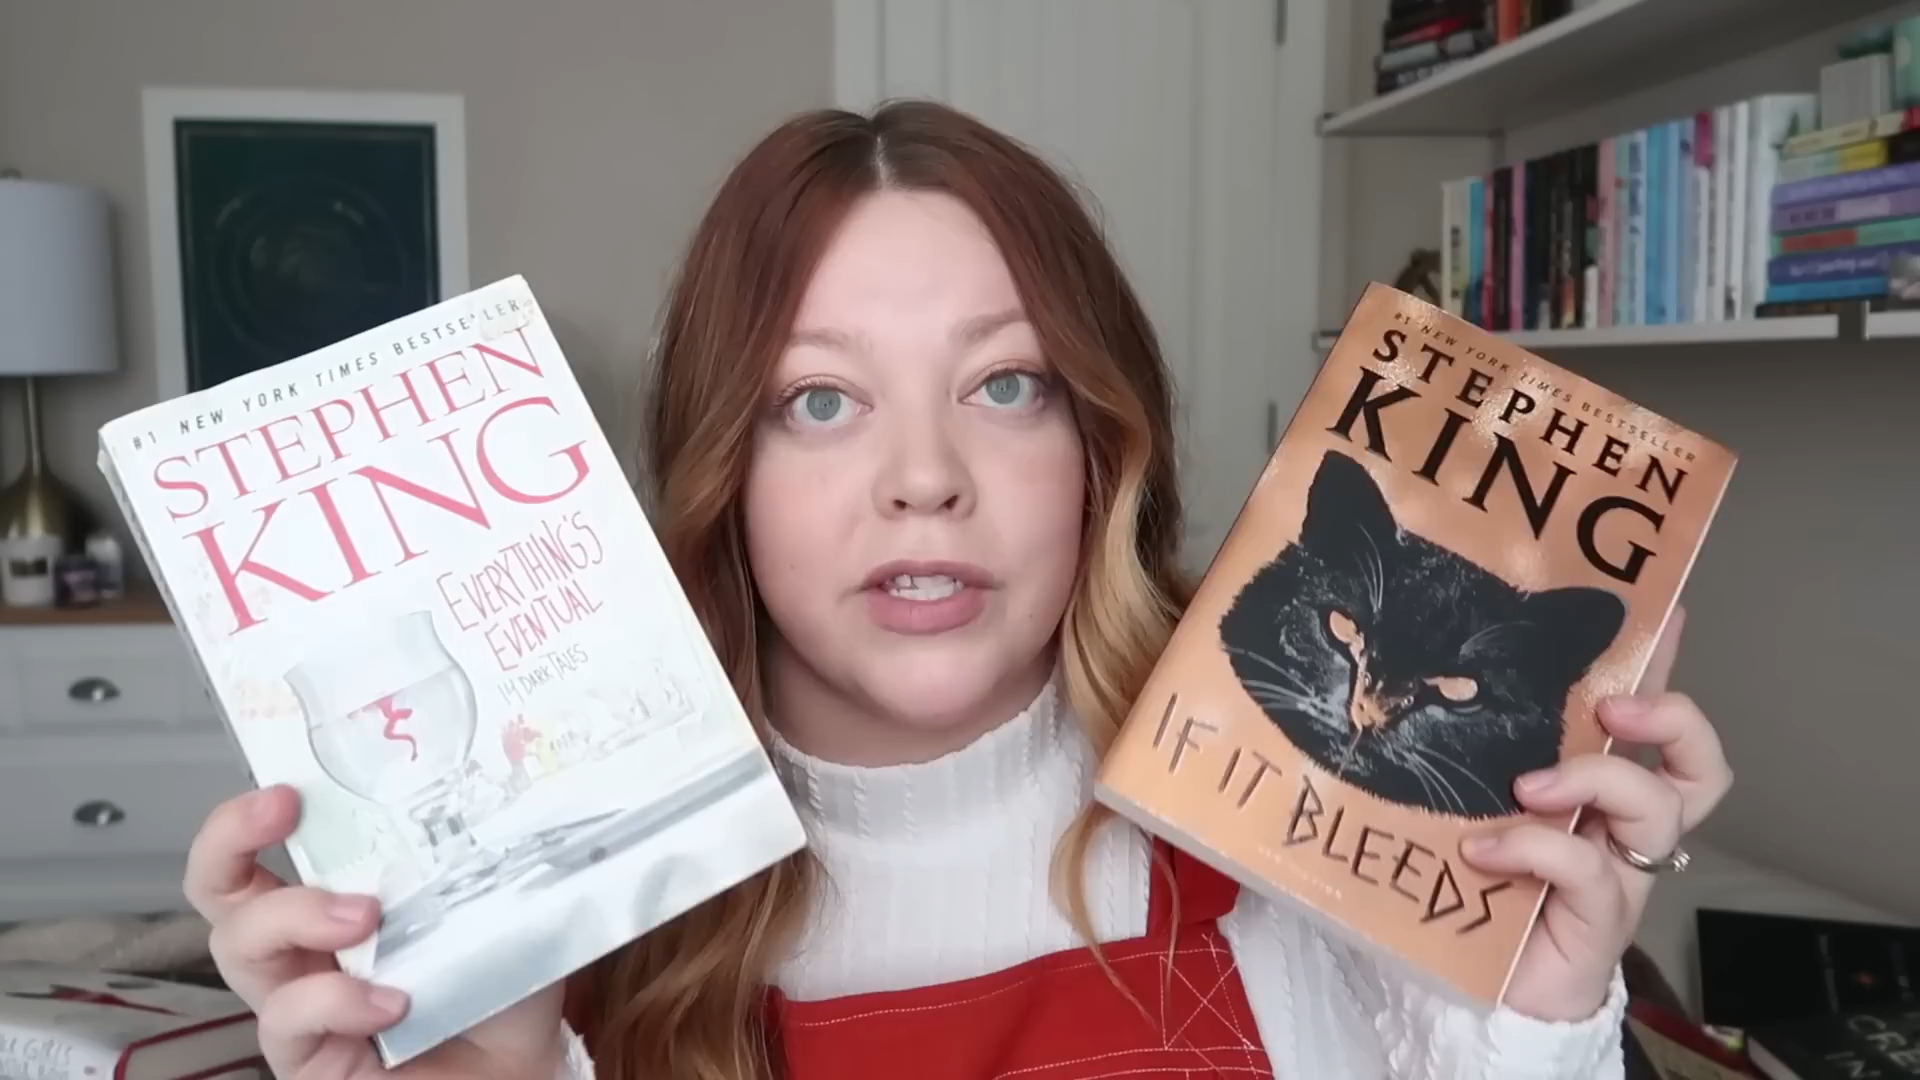 #1 NEW YORK TIMES BESTSELLER
STEPHEN
KING
EVERYTHING'S
EVENTUAL
14 DARK TALES
#1 NEW YORK TIMES BESTSELLER
STEPHEN
KING
IF IT BLEEDS